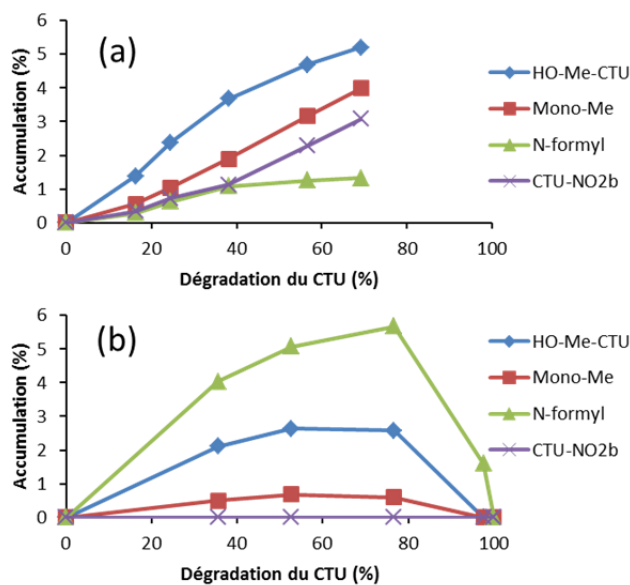 (a)
Accumulation (%)
6
5
4
3
2
1
0
0 20 40 60 80 100
Dégradation du CTU (%)
HO-Me-CTU
Mono-Me
N-formyl
CTU-NO2b
(b)
Accumulation (%)
6
5
4
3
2
1
0
0 20 40 60 80 100
Dégradation du CTU (%)
HO-Me-CTU
Mono-Me
N-formyl
CTU-NO2b